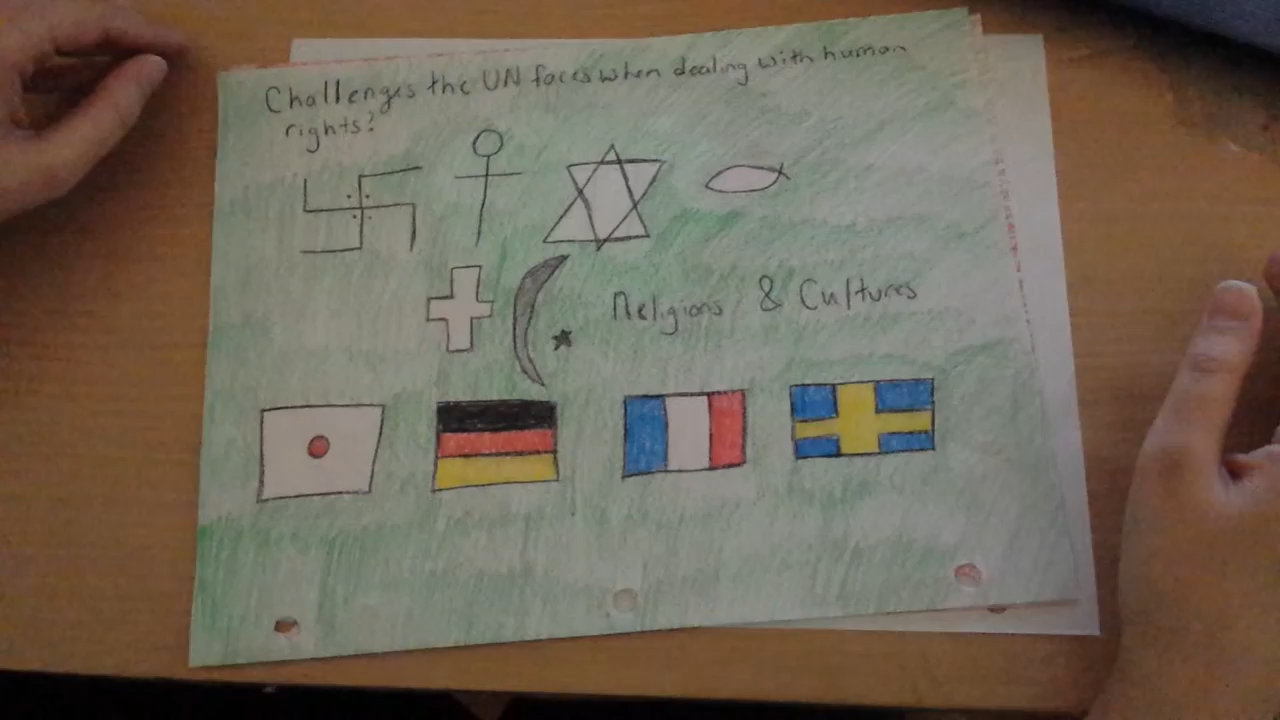 Challenges the UN faces when dealing with human
rights?
Religions & Cultures